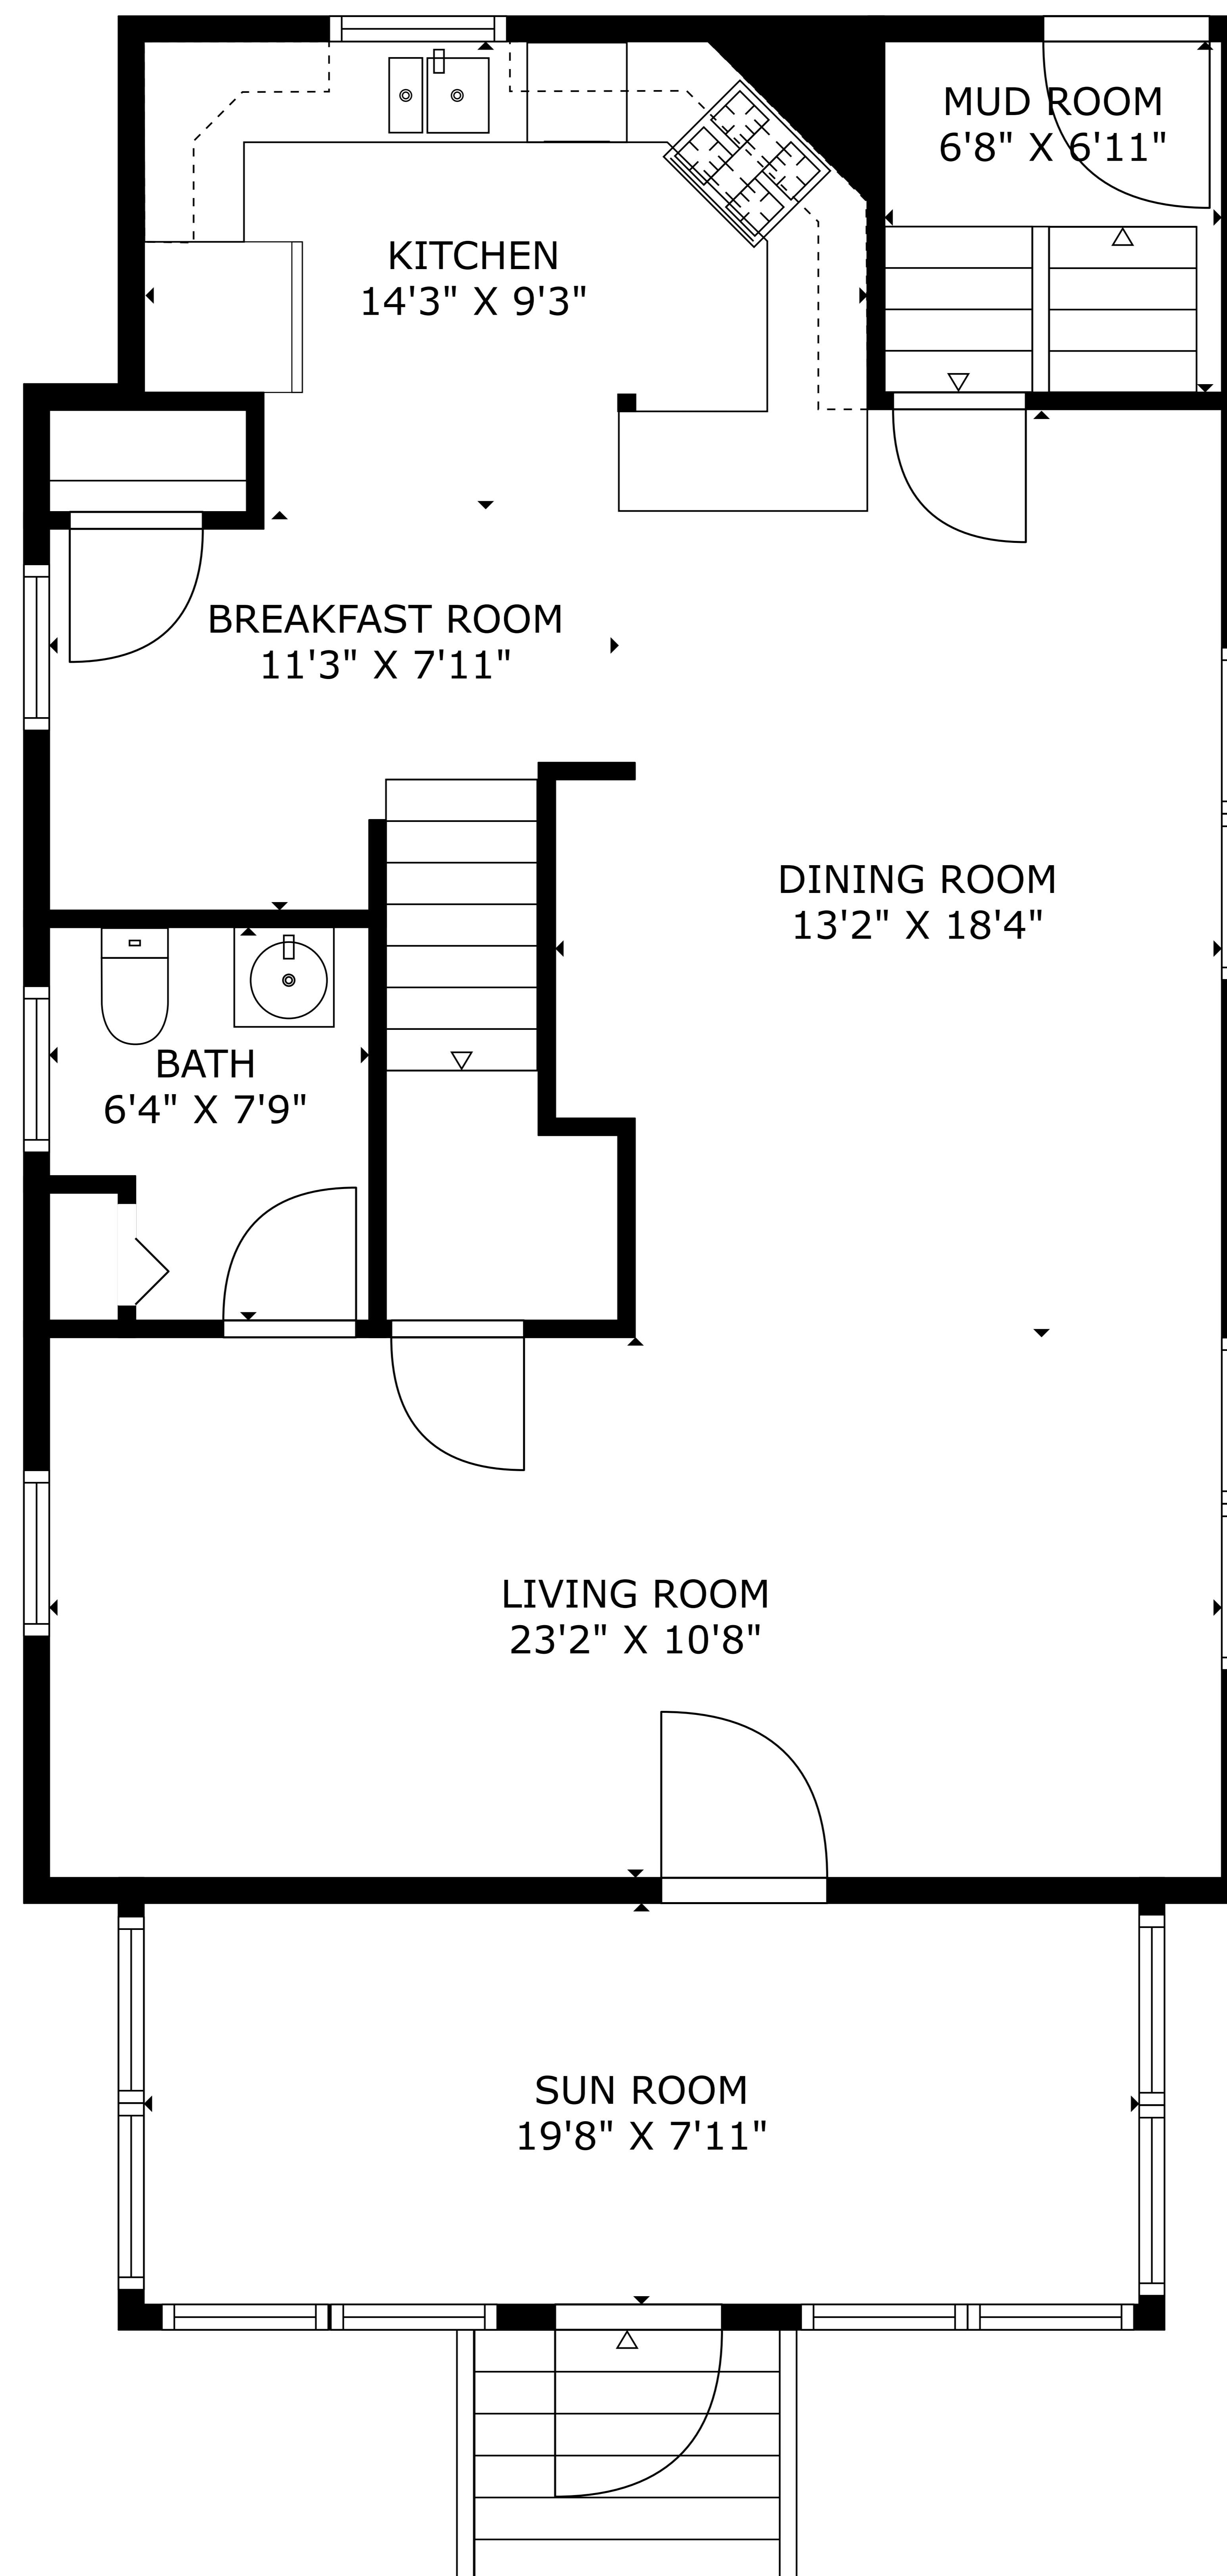 MUD ROOM
6'8" X 6'11"
KITCHEN
14'3" X 9'3"
BREAKFAST ROOM
11'3" X 7'11"
DINING ROOM
13'2" X 18'4"
BATH
6'4" X 7'9"
LIVING ROOM
23'2" X 10'8"
SUN ROOM
19'8" X 7'11"